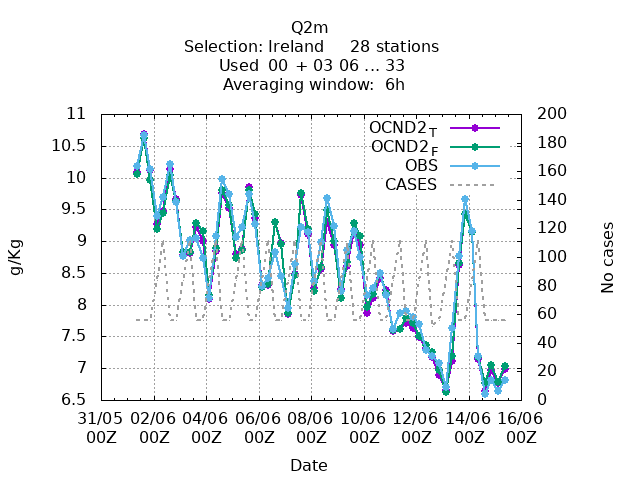 Q2m
Selection: Ireland 28 stations
Used 00 + 03 06 ... 33
Averaging window: 6h
11
10.5
10
9.5
9
8.5
8
7.5
7
6.5
g/Kg
200
180
160
140
120
100
80
60
40
20
0
No cases
OCND2T
OCND2F
OBS
CASES
31/05 02/06 04/06 06/06 08/06 10/06 12/06 14/06 16/06
00Z 00Z 00Z 00Z 00Z 00Z 00Z 00Z 00Z
Date